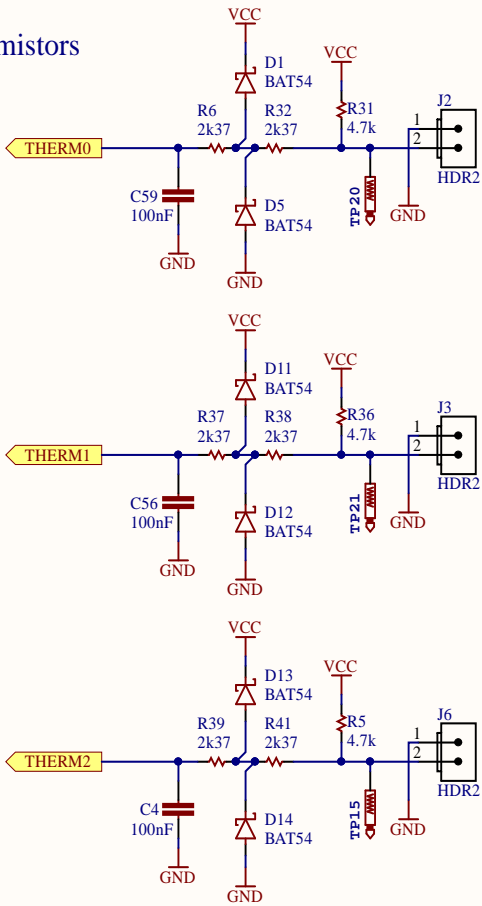 mistors
VCC
D1
BAT54
VCC
R6
2k37
R32
2k37
R31
4.7k
J2
1
2
HDR2
THERM0
C59
100nF
GND
D5
BAT54
GND
TP20
GND
VCC
D11
BAT54
VCC
R37
2k37
R38
2k37
R36
4.7k
J3
1
2
HDR2
THERM1
C56
100nF
GND
D12
BAT54
GND
TP21
GND
VCC
D13
BAT54
VCC
R39
2k37
R41
2k37
R5
4.7k
J6
1
2
HDR2
THERM2
C4
100nF
GND
D14
BAT54
GND
TP15
GND